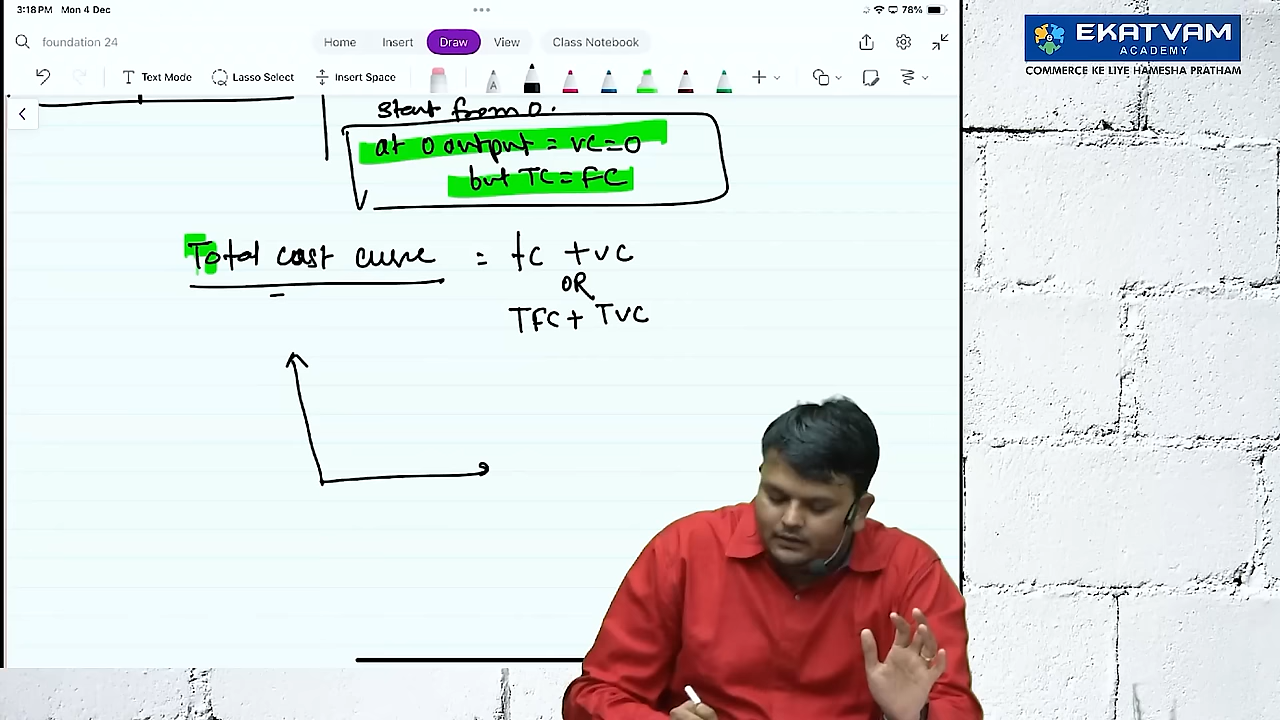 3:18 PM Mon 4 Dec
78%
foundation 24
Home Insert Draw View Class Notebook
Text Mode Lasso Select Insert Space
EKATVAM
ACADEMY
COMMERCE KE LIYE HAMESHA PRATHAM
Start from 0.
at 0 output = VC=0
but TC = FC
Total cost curve = fC + VC
OR
TFC + TVC